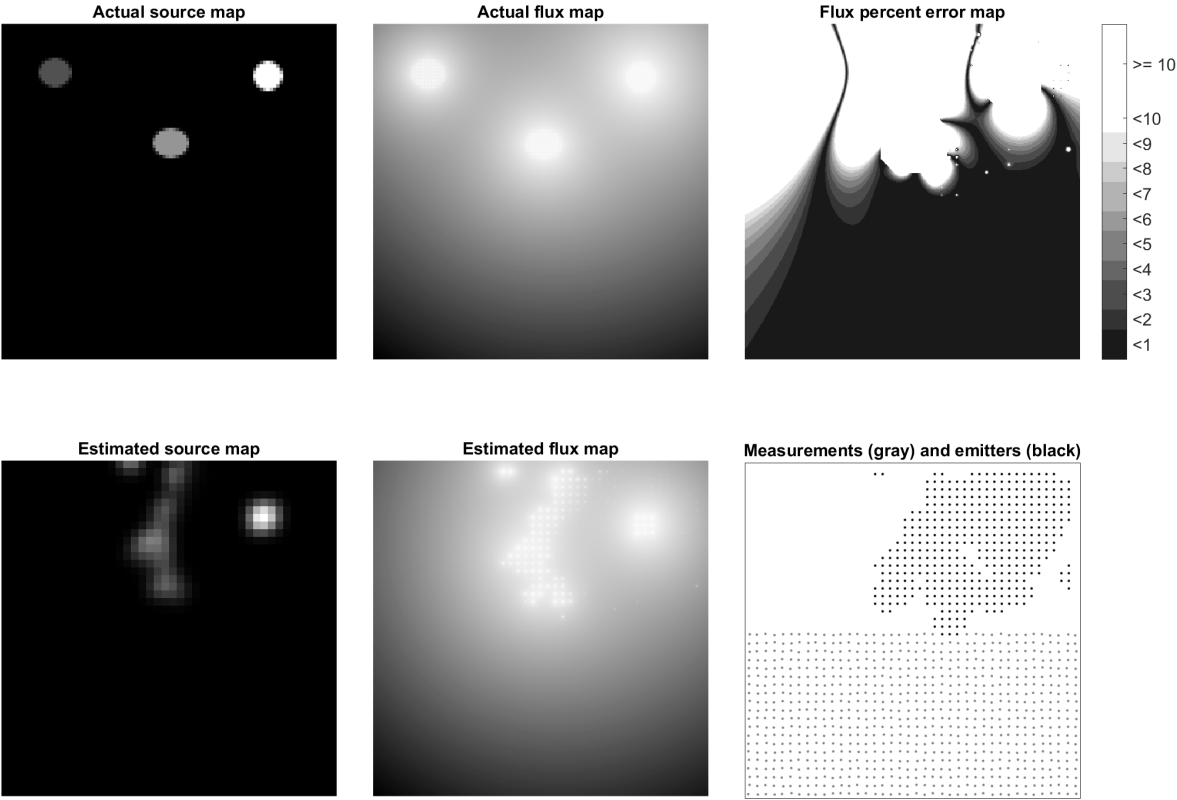 Actual source map
Actual flux map
Flux percent error map
>= 10
<10
<9
<8
<7
<6
<5
<4
<3
<2
<1
Estimated source map
Estimated flux map
Measurements (gray) and emitters (black)